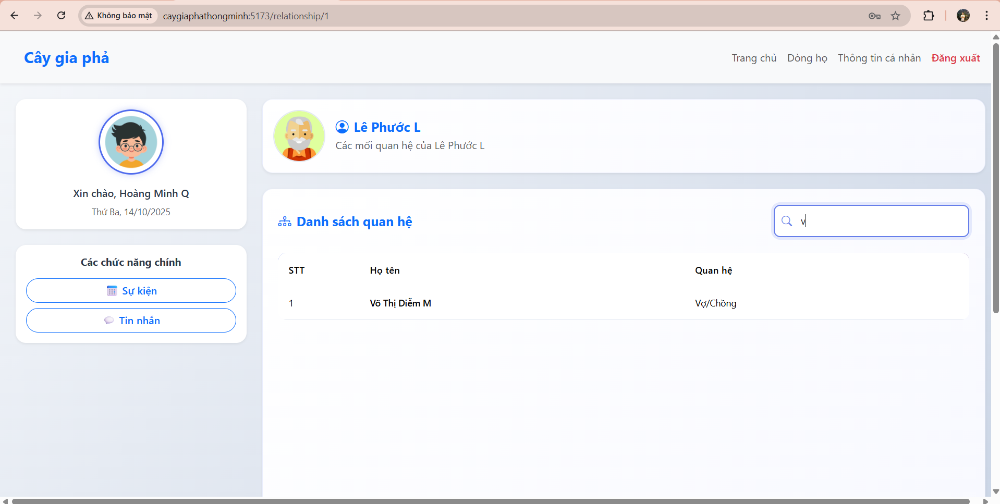 Không bảo mật
caygiaphathongminh:5173/relationship/1
Cây gia phả
Trang chủ Dòng họ Thông tin cá nhân Đăng xuất
Xin chào, Hoàng Minh Q
Thứ Ba, 14/10/2025
Các chức năng chính
Sự kiện
Tin nhắn
Lê Phước L
Các mối quan hệ của Lê Phước L
Danh sách quan hệ
v
STT Họ tên Quan hệ
1 Võ Thị Diễm M Vợ/Chồng